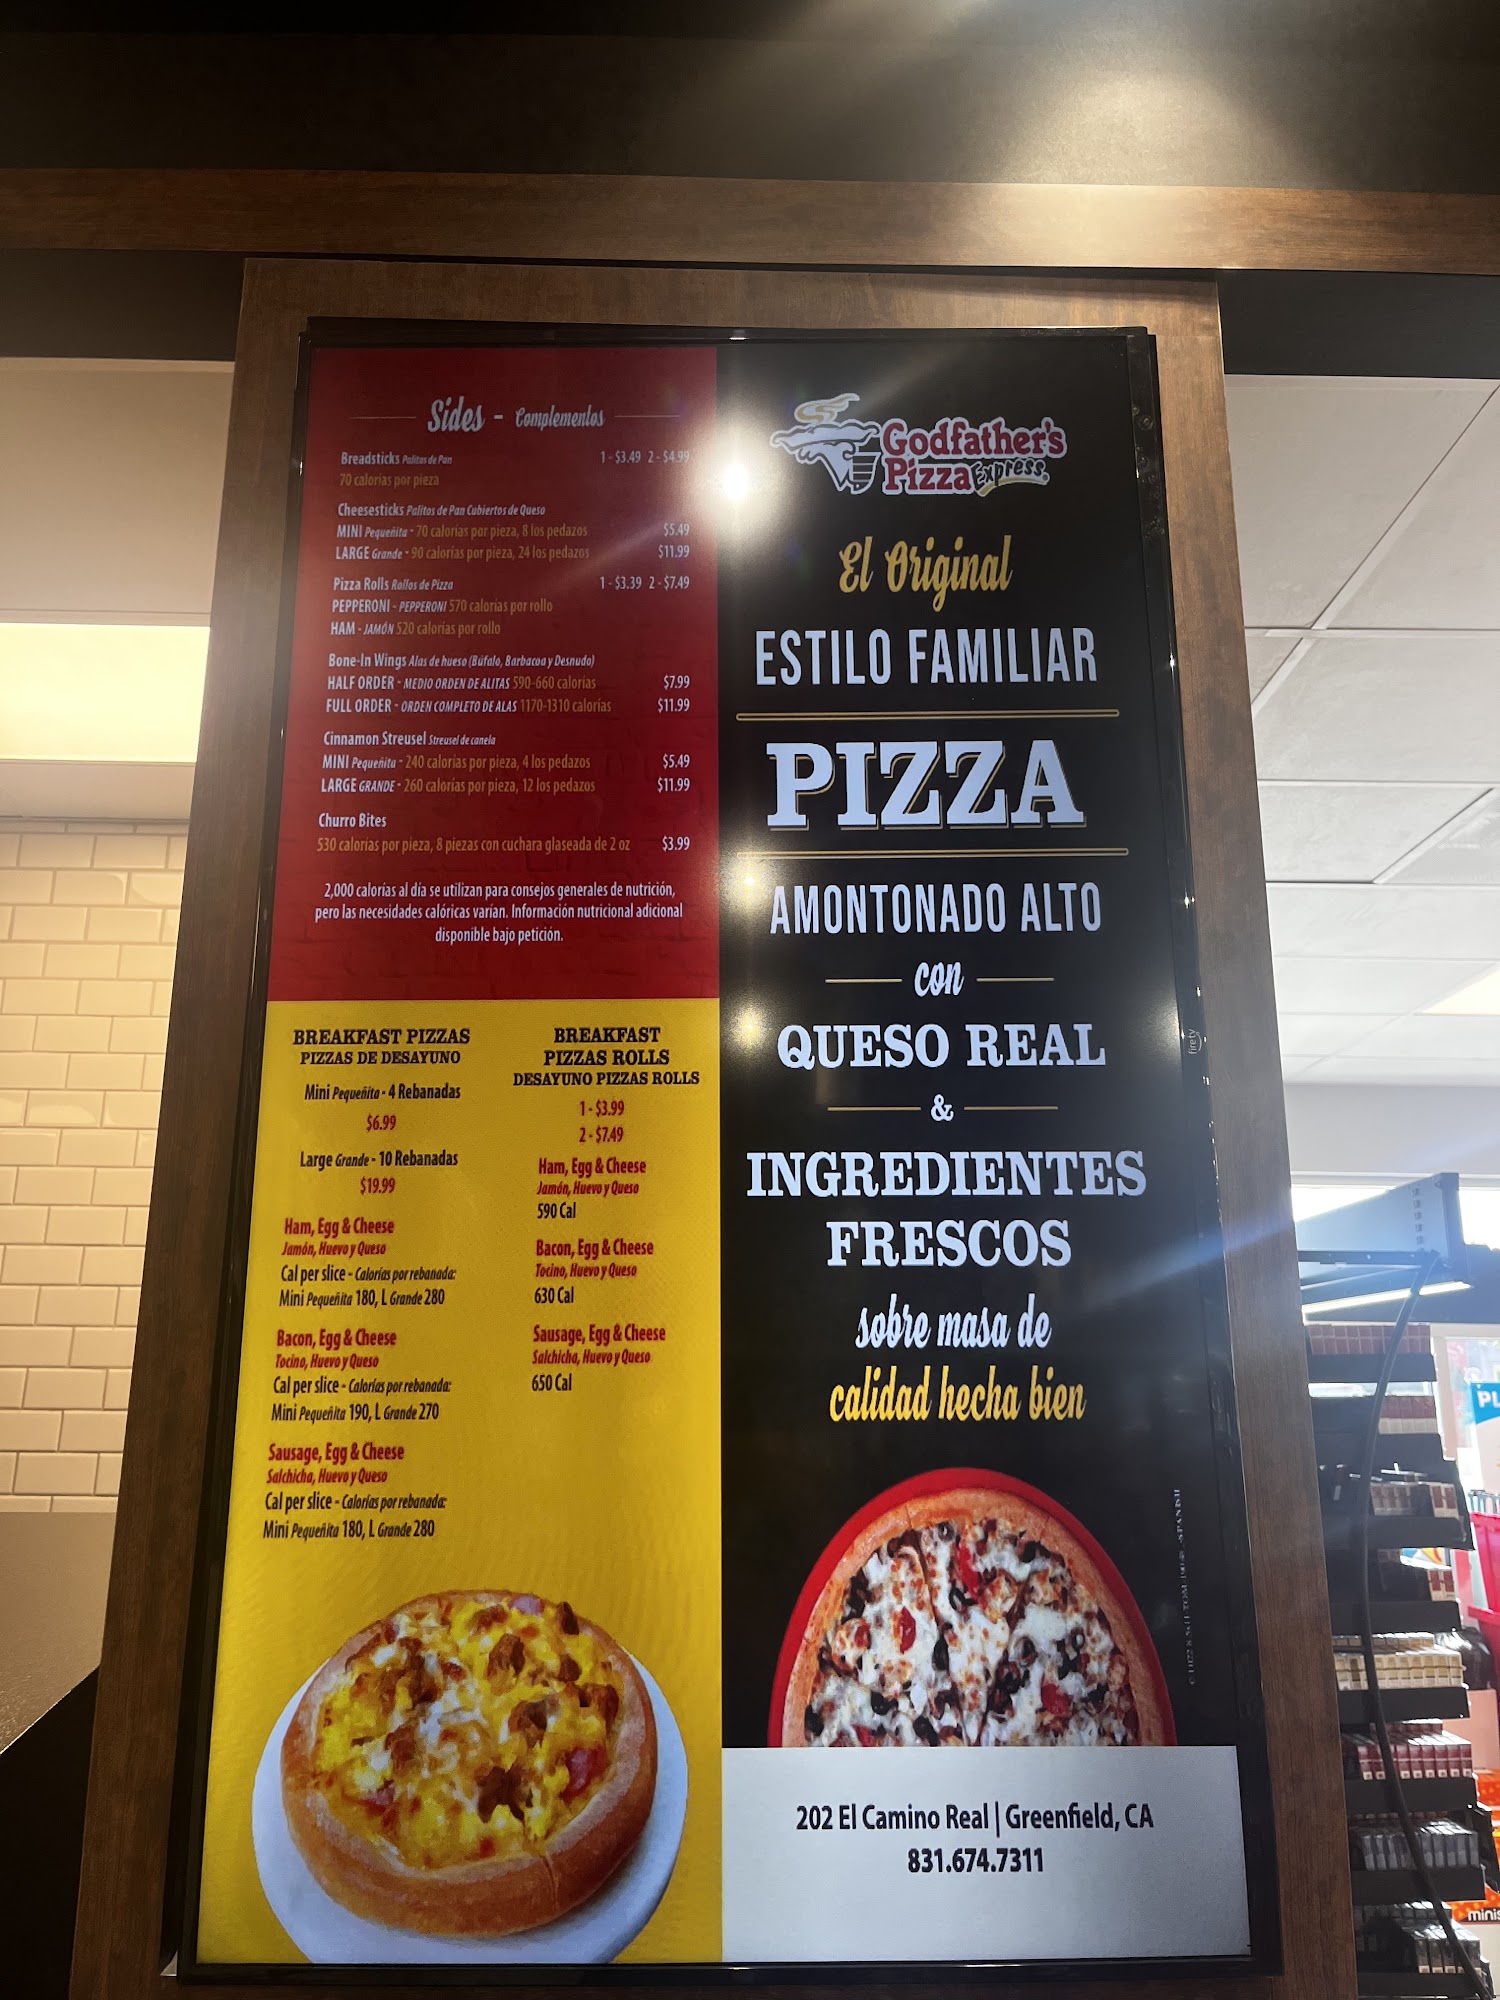 Sides - Complementos
Breadsticks Palitos de Pan 1 - $3.49 2 - $4.99
70 calorías por pieza
Cheesesticks Palitos de Pan Cubiertos de Queso
MINI Pequeñita - 70 calorías por pieza, 8 los pedazos $5.49
LARGE Grande - 90 calorías por pieza, 24 los pedazos $11.99
Pizza Rolls Rollos de Pizza 1 - $3.39 2 - $7.49
PEPPERONI - PEPPERONI 570 calorías por rollo
HAM - JAMÓN 520 calorías por rollo
Bone-In Wings Alas de hueso (Búfalo, Barbacoa y Desnudo)
HALF ORDER - MEDIO ORDEN DE ALITAS 590-660 calorías $7.99
FULL ORDER - ORDEN COMPLETO DE ALAS 1170-1310 calorías $11.99
Cinnamon Streusel Streusel de canela
MINI Pequeñita - 240 calorías por pieza, 4 los pedazos $5.49
LARGE GRANDE - 260 calorías por pieza, 12 los pedazos $11.99
Churro Bites
530 calorías por pieza, 8 piezas con cuchara glaseada de 2 oz $3.99
2,000 calorías al día se utilizan para consejos generales de nutrición,
pero las necesidades calóricas varían. Información nutricional adicional
disponible bajo petición.
BREAKFAST PIZZAS
PIZZAS DE DESAYUNO
Mini Pequeñita - 4 Rebanadas
$6.99
Large Grande - 10 Rebanadas
$19.99
Ham, Egg & Cheese
Jamón, Huevo y Queso
Cal per slice - Calorías por rebanada:
Mini Pequeñita 180, L Grande 280
Bacon, Egg & Cheese
Tocino, Huevo y Queso
Cal per slice - Calorías por rebanada:
Mini Pequeñita 190, L Grande 270
Sausage, Egg & Cheese
Salchicha, Huevo y Queso
Cal per slice - Calorías por rebanada:
Mini Pequeñita 180, L Grande 280
BREAKFAST
PIZZAS ROLLS
DESAYUNO PIZZAS ROLLS
1 - $3.99
2 - $7.49
Ham, Egg & Cheese
Jamón, Huevo y Queso
590 Cal
Bacon, Egg & Cheese
Tocino, Huevo y Queso
630 Cal
Sausage, Egg & Cheese
Salchicha, Huevo y Queso
650 Cal
Godfather's
Pizza Express
El Original
ESTILO FAMILIAR
PIZZA
AMONTONADO ALTO
con
QUESO REAL
&
INGREDIENTES
FRESCOS
sobre masa de
calidad hecha bien
202 El Camino Real | Greenfield, CA
831.674.7311
firetv
PL
minis